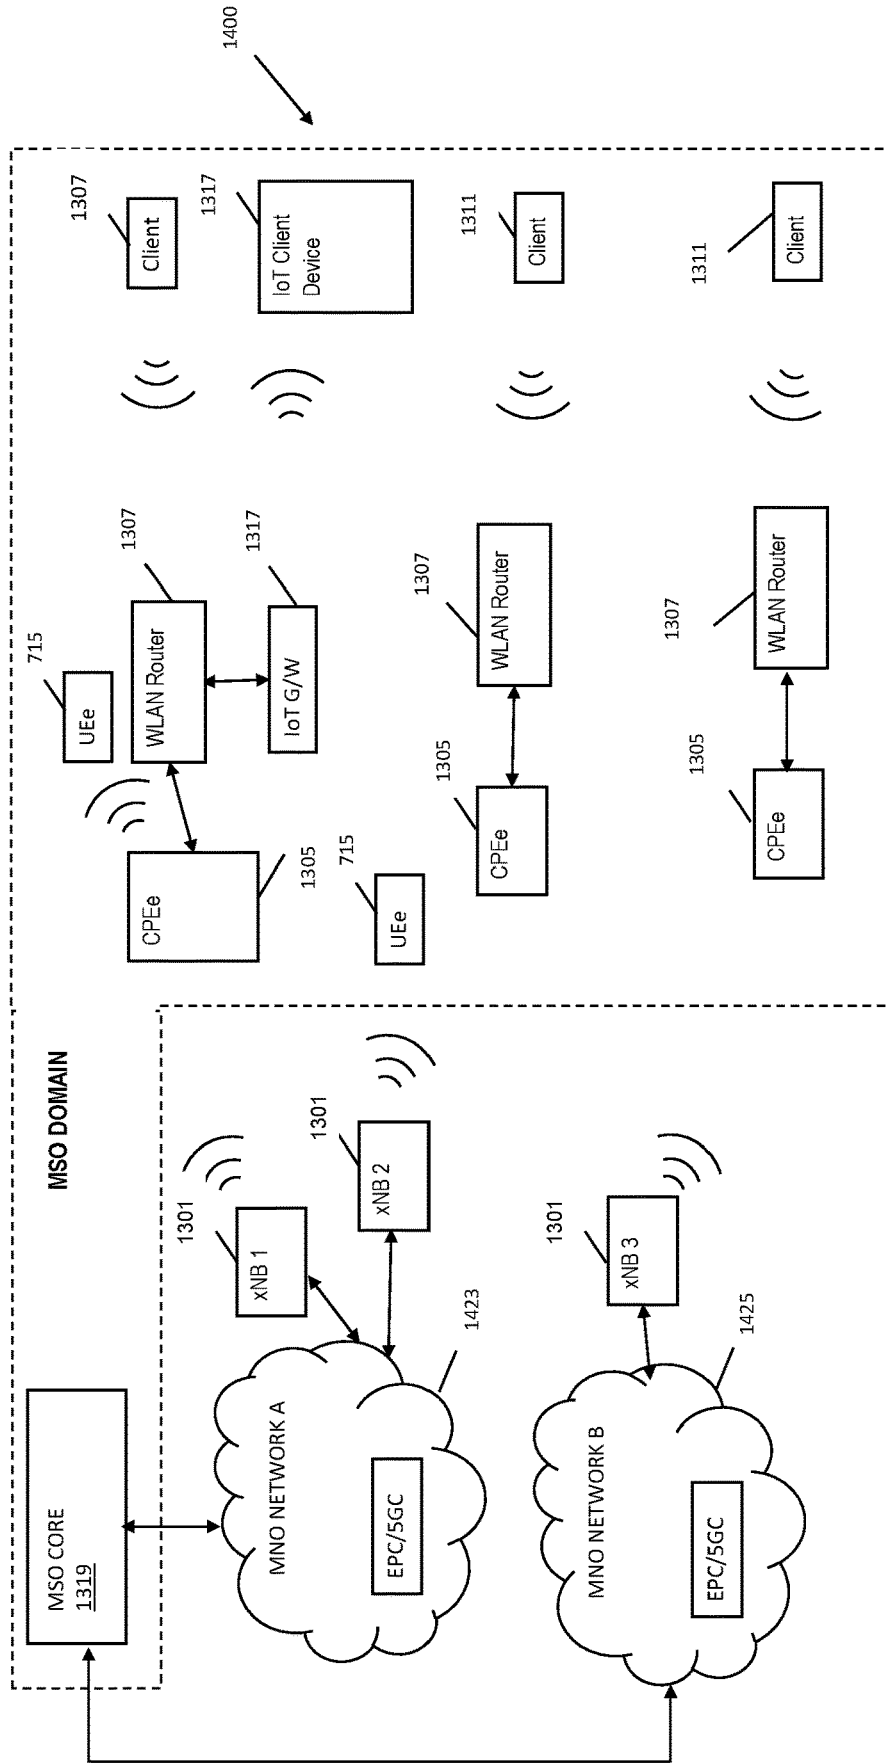 1400
MSO CORE
1319
MSO DOMAIN
715
UEe
1307
WLAN Router
1307
Client
CPEe
1305
1317
IoT G/W
1317
IoT Client
Device
1301
xNB 1
1301
xNB 2
715
UEe
MNO NETWORK A
EPC/5GC
1423
1305
CPEe
1307
WLAN Router
1311
Client
1301
xNB 3
MNO NETWORK B
EPC/5GC
1425
1305
CPEe
1307
WLAN Router
1311
Client